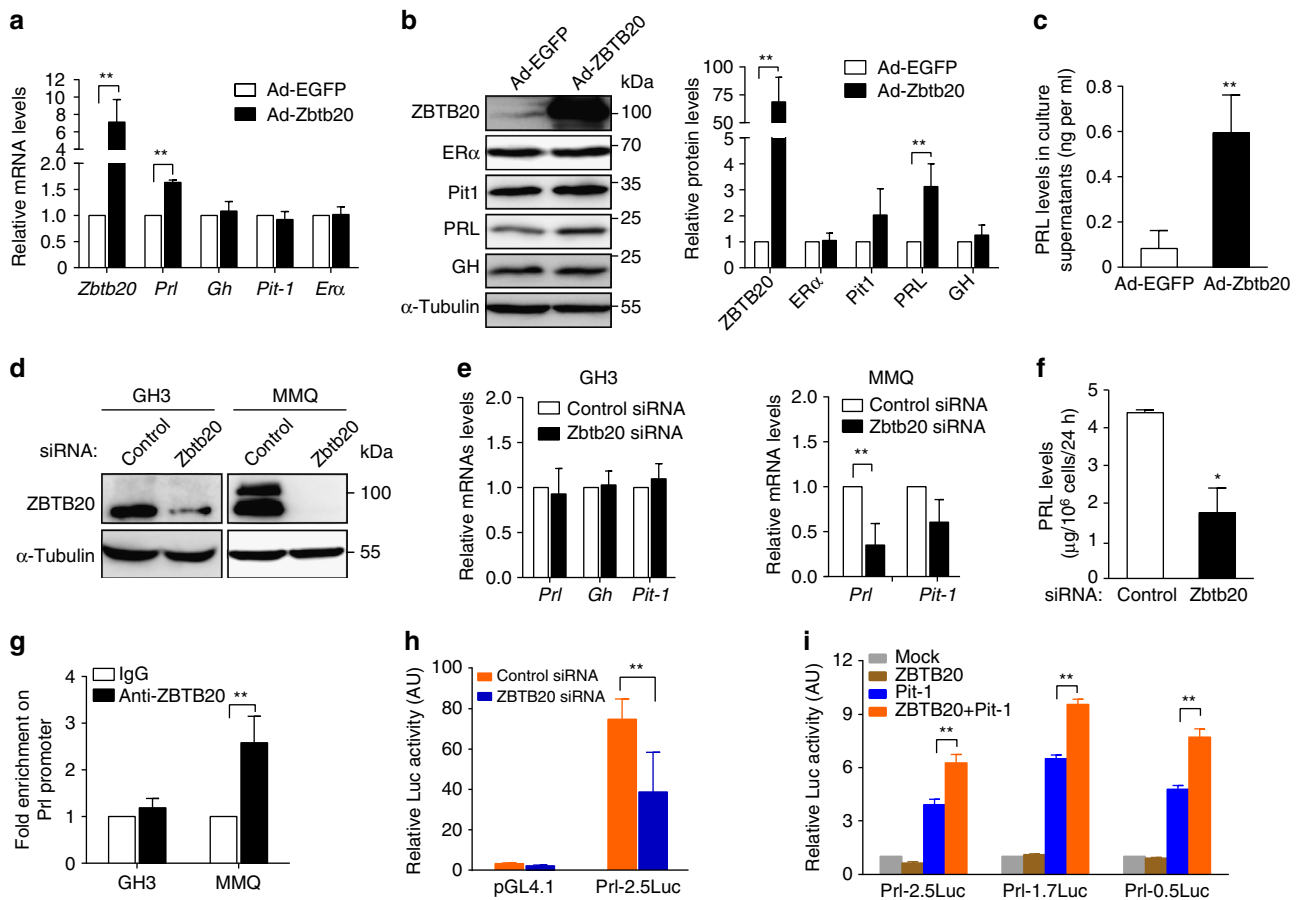 a
Relative mRNA levels
12
10
8
6
4
2.0
1.5
1.0
0.5
0
**
**
Ad-EGFP
Ad-Zbtb20
Zbtb20 Prl Gh Pit-1 Erα
b
Ad-EGFP
Ad-ZBTB20
kDa
ZBTB20
100
ERα
70
Pit1
35
PRL
25
GH
25
α-Tubulin
55
Relative protein levels
100
75
50
25
5
4
3
2
1
0
**
**
Ad-EGFP
Ad-Zbtb20
ZBTB20 ERα Pit1 PRL GH
c
PRL levels in culture
supernatants (ng per ml)
0.8
0.6
0.4
0.2
0
**
Ad-EGFP Ad-Zbtb20
d
GH3 MMQ
siRNA: Control Zbtb20 Control Zbtb20 kDa
ZBTB20
100
α-Tubulin
55
e
GH3
Relative mRNAs levels
2.0
1.5
1.0
0.5
0.0
Control siRNA
Zbtb20 siRNA
Prl Gh Pit-1
MMQ
Relative mRNA levels
2.0
1.5
1.0
0.5
0.0
Control siRNA
Zbtb20 siRNA
**
Prl Pit-1
f
PRL levels
(μg/10⁶ cells/24 h)
6
4
2
0
*
siRNA: Control Zbtb20
g
Fold enrichment on
Prl promoter
4
3
2
1
0
IgG
Anti-ZBTB20
**
GH3 MMQ
h
Relative Luc activity (AU)
100
80
60
40
20
0
Control siRNA
ZBTB20 siRNA
**
pGL4.1 Prl-2.5Luc
i
Relative Luc activity (AU)
12
9
6
3
0
Mock
ZBTB20
Pit-1
ZBTB20+Pit-1
**
**
**
Prl-2.5Luc Prl-1.7Luc Prl-0.5Luc